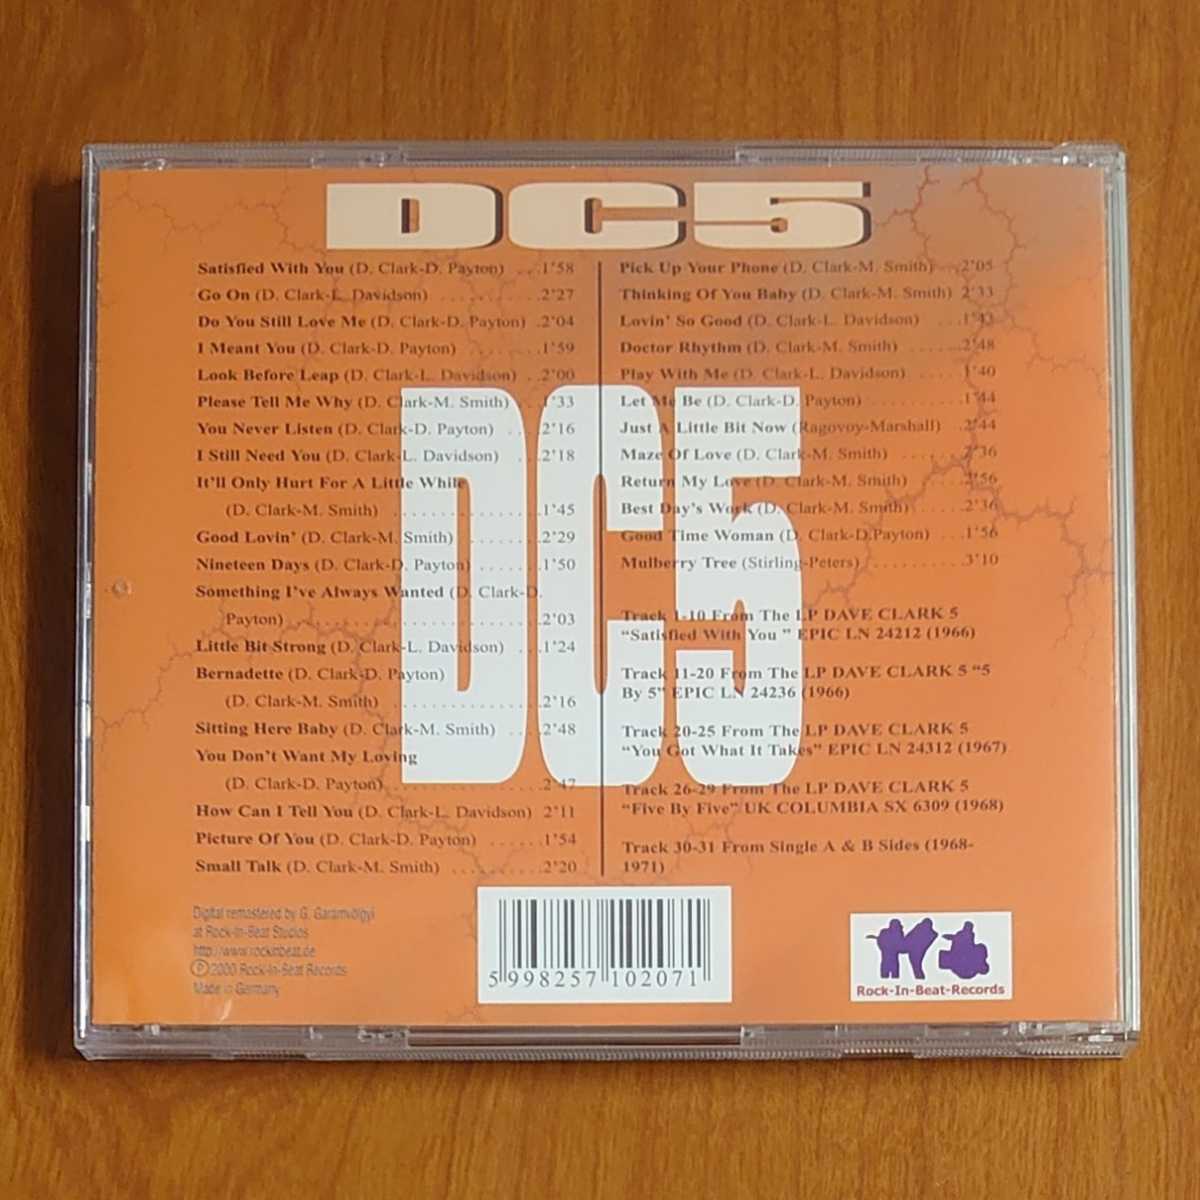 DC5
Satisfied With You (D. Clark-D. Payton) ...1'58
Go On (D. Clark-L. Davidson) ...........2'27
Do You Still Love Me (D. Clark-D. Payton) .2'04
I Meant You (D. Clark-D. Payton) ........1'59
Look Before Leap (D. Clark-L. Davidson) ..2'00
Please Tell Me Why (D. Clark-M. Smith) ...1'33
You Never Listen (D. Clark-D. Payton) ....2'16
I Still Need You (D. Clark-L. Davidson) ....2'18
It'll Only Hurt For A Little While
(D. Clark-M. Smith) ................1'45
Good Lovin' (D. Clark-M. Smith) .........2'29
Nineteen Days (D. Clark-D. Payton) .......1'50
Something I've Always Wanted (D. Clark-D.
Payton) ..........................2'03
Little Bit Strong (D. Clark-L. Davidson) ...1'24
Bernadette (D. Clark-D. Payton)
(D. Clark-M. Smith) ................2'16
Sitting Here Baby (D. Clark-M. Smith) ....2'48
You Don't Want My Loving
(D. Clark-D. Payton) ................2'47
How Can I Tell You (D. Clark-L. Davidson) 2'11
Picture Of You (D. Clark-D. Payton) ......1'54
Small Talk (D. Clark-M. Smith) ..........2'20
Pick Up Your Phone (D. Clark-M. Smith) ...2'05
Thinking Of You Baby (D. Clark-M. Smith) 2'33
Lovin' So Good (D. Clark-L. Davidson) ....1'43
Doctor Rhythm (D. Clark-M. Smith) ......2'48
Play With Me (D. Clark-L. Davidson) .....1'40
Let Me Be (D. Clark-D. Payton) ..........1'44
Just A Little Bit Now (Ragovoy-Marshall) ..2'44
Maze Of Love (D. Clark-M. Smith) .......2'36
Return My Love (D. Clark-M. Smith) .....2'56
Best Day's Work (D. Clark-M. Smith) .....2'36
Good Time Woman (D. Clark-D.Payton) ...1'56
Mulberry Tree (Stirling-Peters) ..........3'10
Track 1-10 From The LP DAVE CLARK 5
"Satisfied With You " EPIC LN 24212 (1966)
Track 11-20 From The LP DAVE CLARK 5 "5
By 5" EPIC LN 24236 (1966)
Track 20-25 From The LP DAVE CLARK 5
"You Got What It Takes" EPIC LN 24312 (1967)
Track 26-29 From The LP DAVE CLARK 5
"Five By Five" UK COLUMBIA SX 6309 (1968)
Track 30-31 From Single A & B Sides (1968-
1971)
DC5
Digital remastered by G. Garamvölgyi
at Rock-In-Beat Studios
http://www.rockinbeat.de
Ⓟ2000 Rock-In-Beat Records
Made in Germany
5 998257 102071
Rock-In-Beat-Records